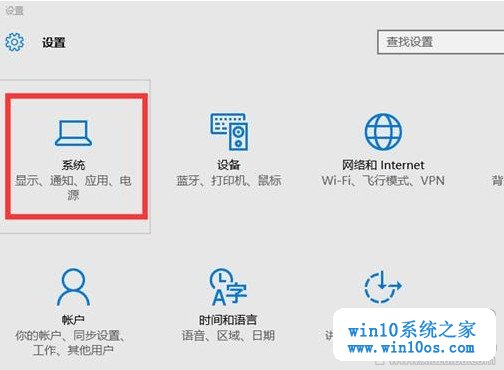 设置
设置
查找设置
系统
显示、通知、应用、电
源
设备
蓝牙、打印机、鼠标
网络和 Internet
Wi-Fi、飞行模式、VPN
背
帐户
你的帐户、同步设置、
工作、其他用户
时间和语言
语音、区域、日期
讲
win10系统之家
www.win10os.com